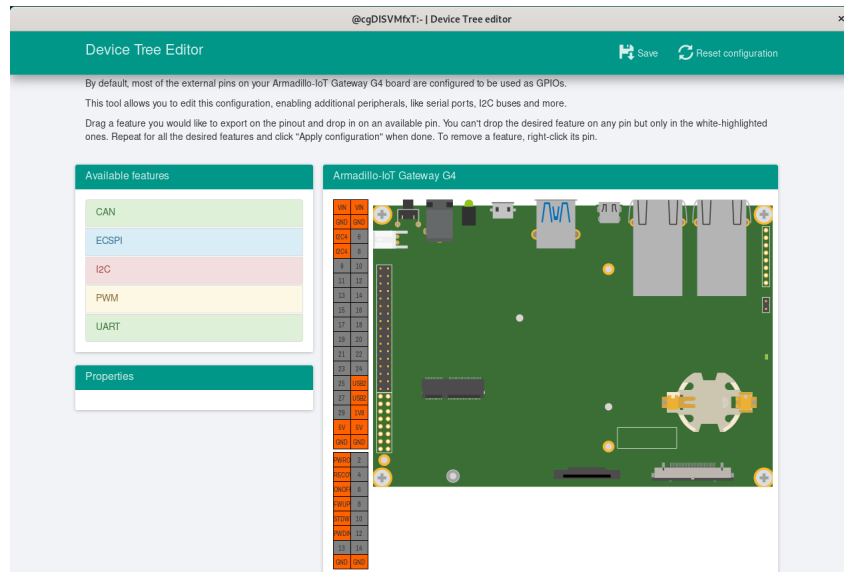 @cgDISVMfxT:- | Device Tree editor
×
Device Tree Editor
Save
Reset configuration
By default, most of the external pins on your Armadillo-IoT Gateway G4 board are configured to be used as GPIOs.
This tool allows you to edit this configuration, enabling additional peripherals, like serial ports, I2C buses and more.
Drag a feature you would like to export on the pinout and drop in on an available pin. You can't drop the desired feature on any pin but only in the white-highlighted
ones. Repeat for all the desired features and click "Apply configuration" when done. To remove a feature, right-click its pin.
Available features
CAN
ECSPI
I2C
PWM
UART
Properties
Armadillo-IoT Gateway G4
VIN VIN
GND GND
I2C4 6
I2C4 8
9 10
11 12
13 14
15 16
17 18
19 20
21 22
23 24
25 USB2
27 USB2
29 1V8
5V 5V
GND GND
PWRO 2
RECO 4
ONOF 6
FWUP 8
STDW 10
PWDI 12
13 14
GND GND